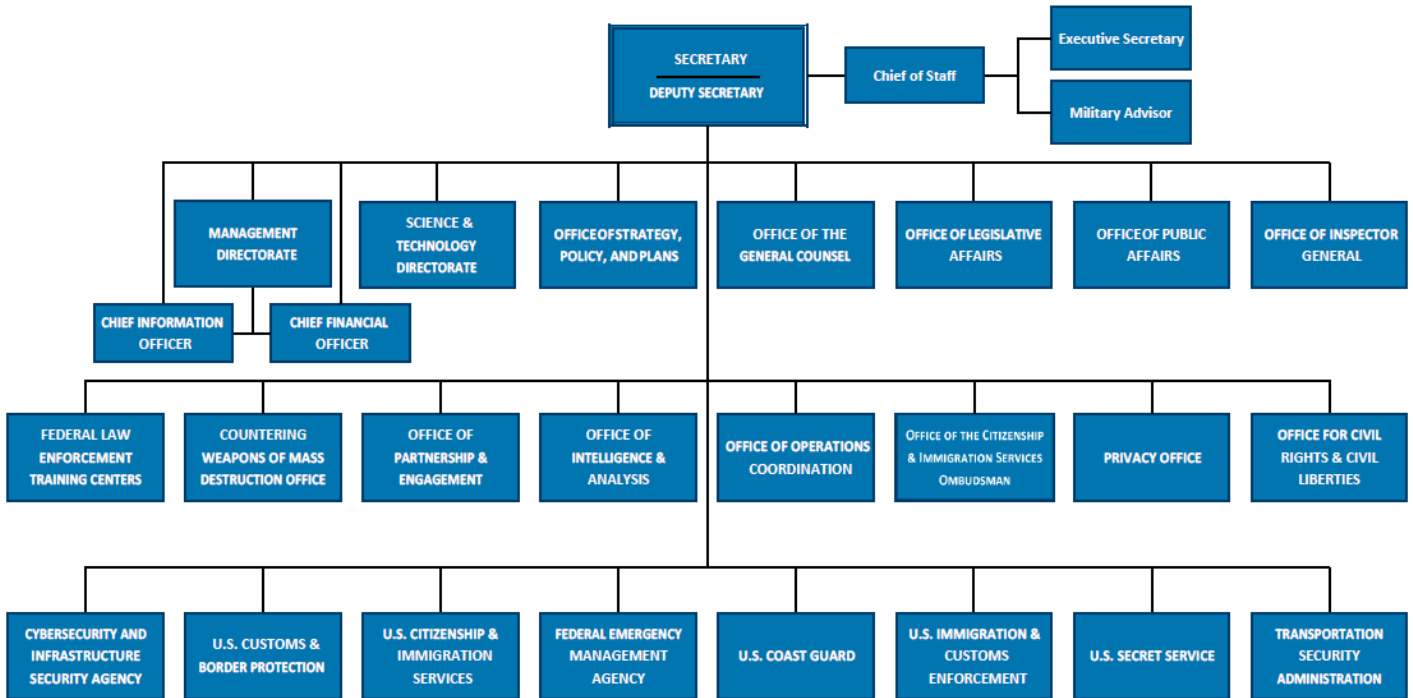 SECRETARY
DEPUTY SECRETARY
Chief of Staff
Executive Secretary
Military Advisor
MANAGEMENT
DIRECTORATE
SCIENCE &
TECHNOLOGY
DIRECTORATE
OFFICE OF STRATEGY,
POLICY, AND PLANS
OFFICE OF THE
GENERAL COUNSEL
OFFICE OF LEGISLATIVE
AFFAIRS
OFFICE OF PUBLIC
AFFAIRS
OFFICE OF INSPECTOR
GENERAL
CHIEF INFORMATION
OFFICER
CHIEF FINANCIAL
OFFICER
FEDERAL LAW
ENFORCEMENT
TRAINING CENTERS
COUNTERING
WEAPONS OF MASS
DESTRUCTION OFFICE
OFFICE OF
PARTNERSHIP &
ENGAGEMENT
OFFICE OF
INTELLIGENCE &
ANALYSIS
OFFICE OF OPERATIONS
COORDINATION
OFFICE OF THE CITIZENSHIP
& IMMIGRATION SERVICES
OMBUDSMAN
PRIVACY OFFICE
OFFICE FOR CIVIL
RIGHTS & CIVIL
LIBERTIES
CYBERSECURITY AND
INFRASTRUCTURE
SECURITY AGENCY
U.S. CUSTOMS &
BORDER PROTECTION
U.S. CITIZENSHIP &
IMMIGRATION
SERVICES
FEDERAL EMERGENCY
MANAGEMENT
AGENCY
U.S. COAST GUARD
U.S. IMMIGRATION &
CUSTOMS
ENFORCEMENT
U.S. SECRET SERVICE
TRANSPORTATION
SECURITY
ADMINISTRATION